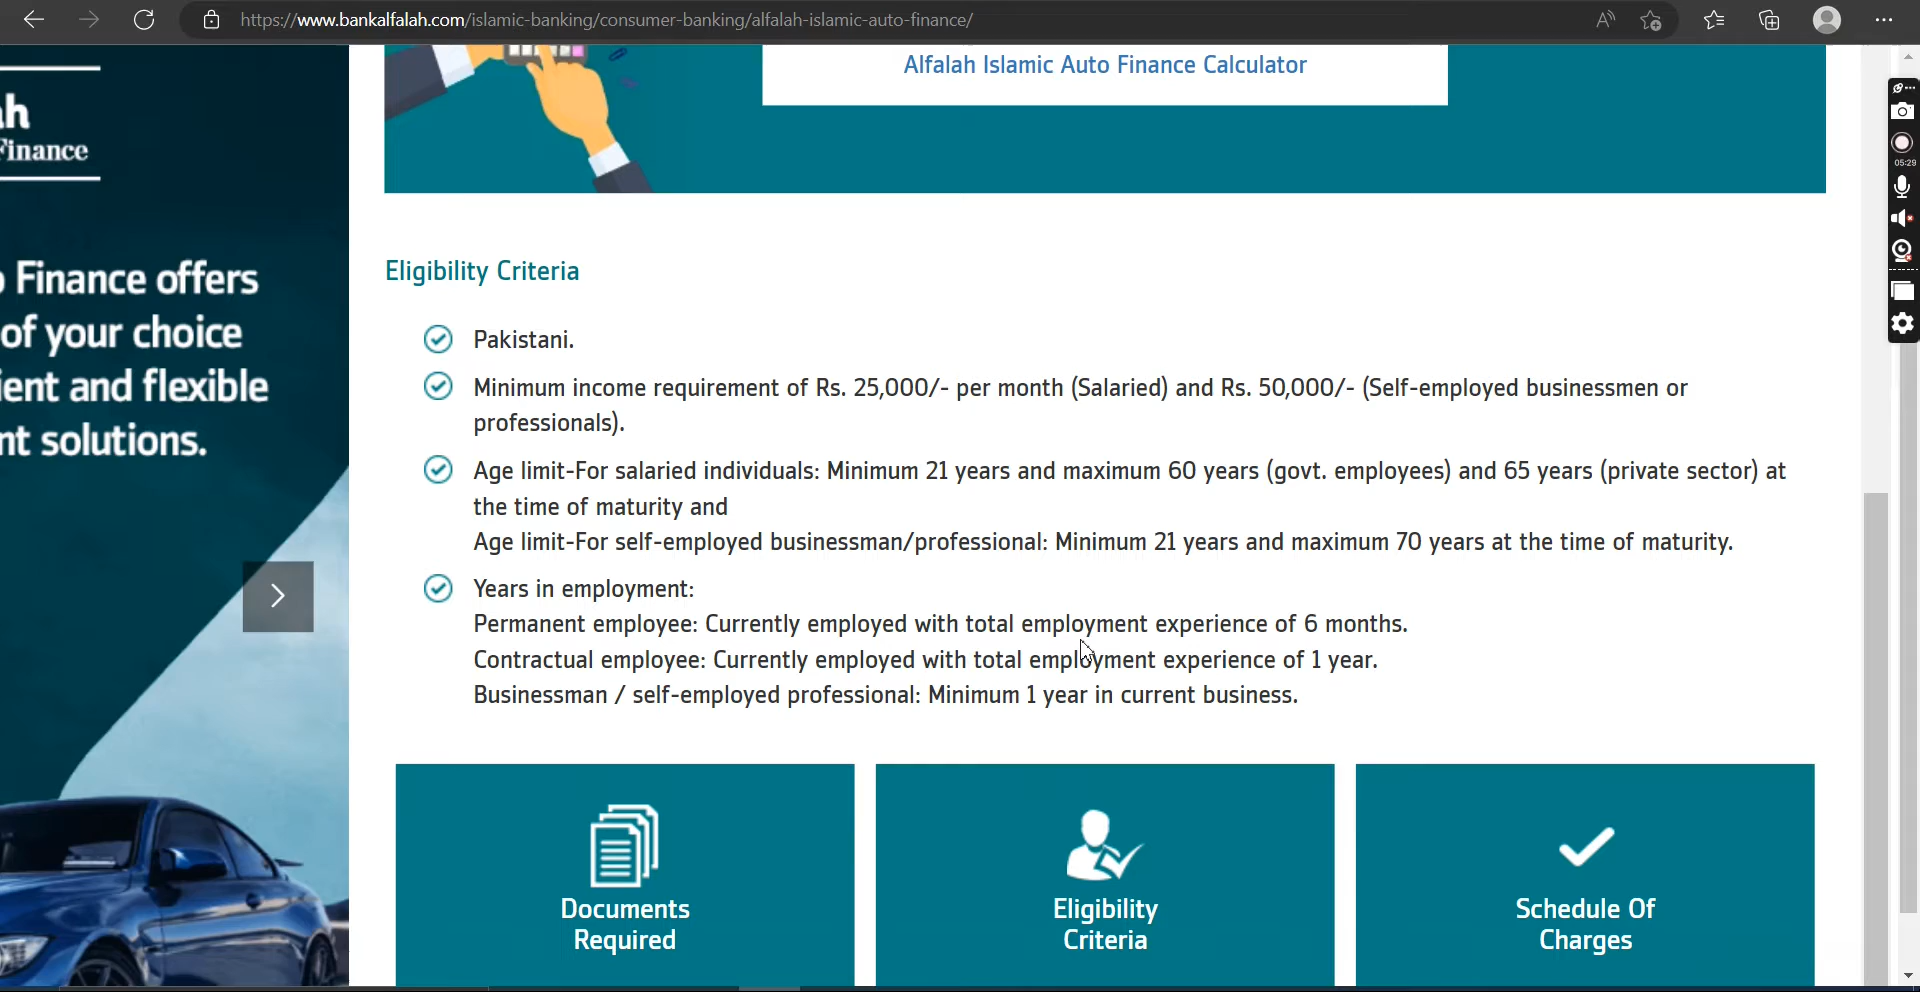 https://www.bankalfalah.com/islamic-banking/consumer-banking/alfalah-islamic-auto-finance/
Alfalah Islamic Auto Finance Calculator
Finance
Finance offers
of your choice
and flexible
solutions.
05:29
Eligibility Criteria
Pakistani.
Minimum income requirement of Rs. 25,000/- per month (Salaried) and Rs. 50,000/- (Self-employed businessmen or
professionals).
Age limit-For salaried individuals: Minimum 21 years and maximum 60 years (govt. employees) and 65 years (private sector) at
the time of maturity and
Age limit-For self-employed businessman/professional: Minimum 21 years and maximum 70 years at the time of maturity.
Years in employment:
Permanent employee: Currently employed with total employment experience of 6 months.
Contractual employee: Currently employed with total employment experience of 1 year.
Businessman / self-employed professional: Minimum 1 year in current business.
Documents
Required
Eligibility
Criteria
Schedule Of
Charges